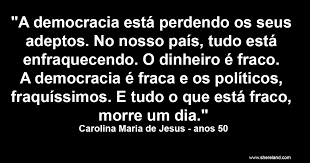 "A democracia está perdendo os seus
adeptos. No nosso país, tudo está
enfraquecendo. O dinheiro é fraco.
A democracia é fraca e os políticos,
fraquíssimos. E tudo o que está fraco,
morre um dia."
Carolina Maria de Jesus - anos 50
www.shereland.com